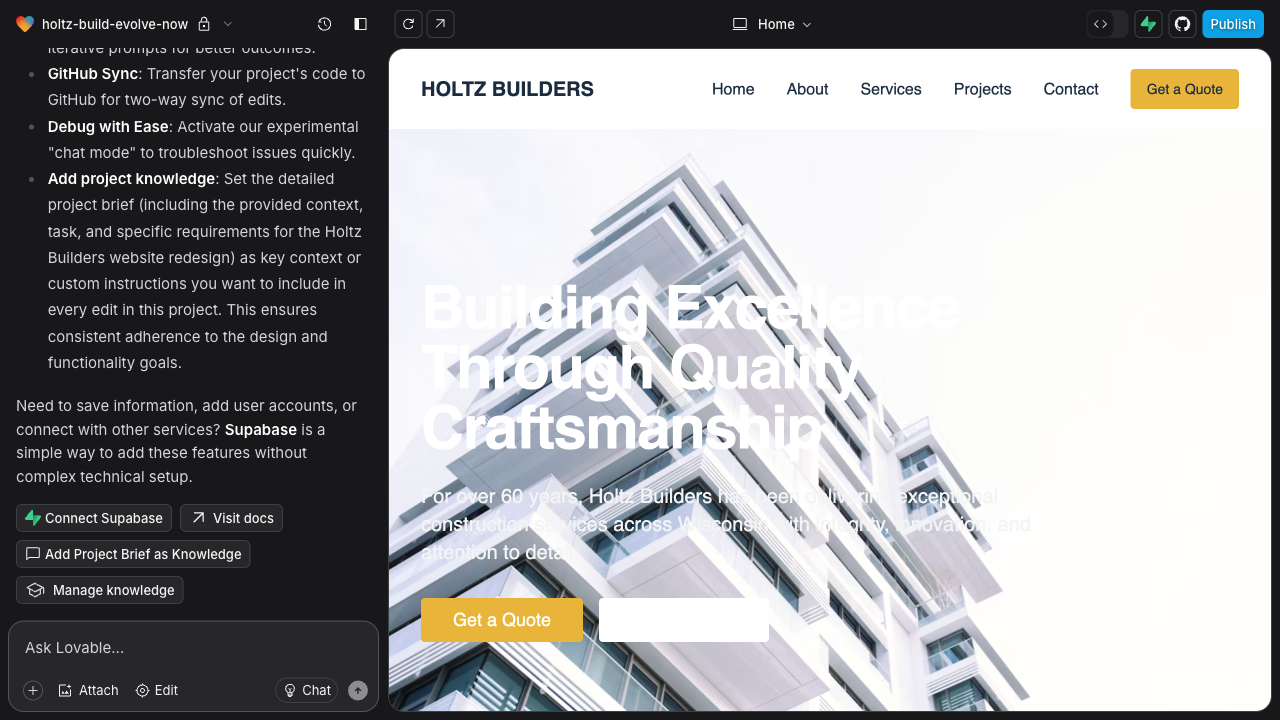 holtz-build-evolve-now
Home
Publish
iterative prompts for better outcomes.
GitHub Sync: Transfer your project's code to
GitHub for two-way sync of edits.
Debug with Ease: Activate our experimental
"chat mode" to troubleshoot issues quickly.
Add project knowledge: Set the detailed
project brief (including the provided context,
task, and specific requirements for the Holtz
Builders website redesign) as key context or
custom instructions you want to include in
every edit in this project. This ensures
consistent adherence to the design and
functionality goals.
Need to save information, add user accounts, or
connect with other services? Supabase is a
simple way to add these features without
complex technical setup.
Connect Supabase
Visit docs
Add Project Brief as Knowledge
Manage knowledge
Ask Lovable...
Attach
Edit
Chat
HOLTZ BUILDERS
Home
About
Services
Projects
Contact
Get a Quote
Building Excellence
Through Quality
Craftsmanship
For over 60 years, Holtz Builders has been delivering exceptional
construction services across Wisconsin with integrity, innovation, and
attention to detail.
Get a Quote